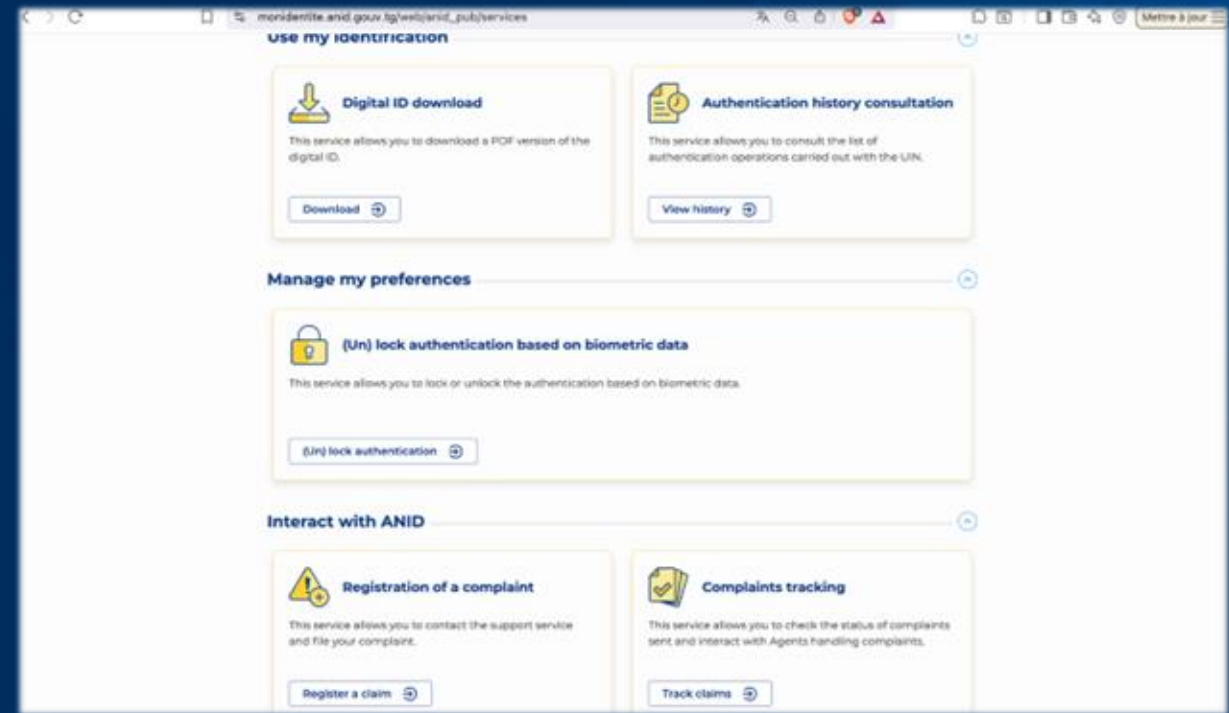 monidentite.anid.gouv.tg/web/anid_pub/services
Mettre à jour
Use my identification
Digital ID download
This service allows you to download a PDF version of the
digital ID.
Download
Authentication history consultation
This service allows you to consult the list of
authentication operations carried out with the UIN.
View history
Manage my preferences
(Un) lock authentication based on biometric data
This service allows you to lock or unlock the authentication based on biometric data.
(Un) lock authentication
Interact with ANID
Registration of a complaint
This service allows you to contact the support service
and file your complaint.
Register a claim
Complaints tracking
This service allows you to check the status of complaints
sent and interact with Agents handling complaints.
Track claims